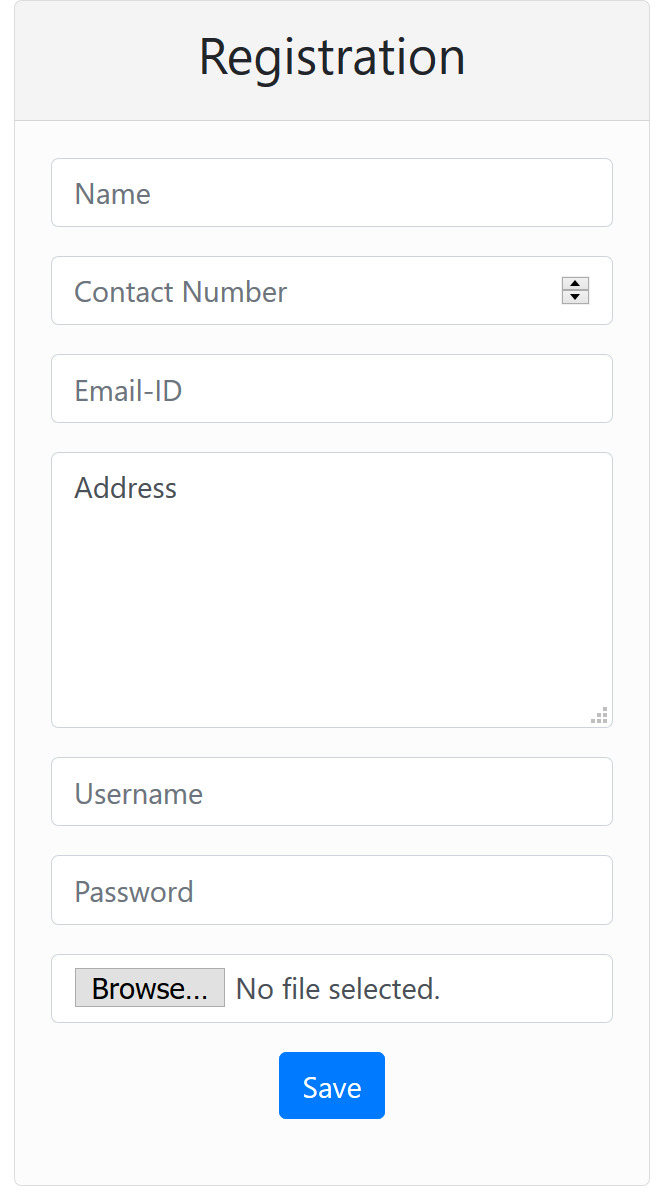 Registration
Name
Contact Number
Email-ID
Address
Username
Password
Browse... No file selected.
Save